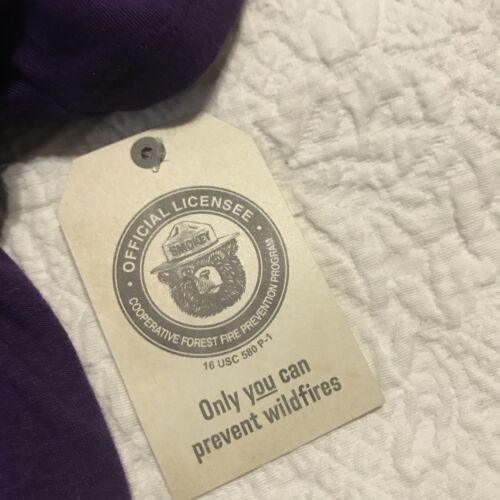 OFFICIAL LICENSEE
SMOKEY
COOPERATIVE FOREST FIRE PREVENTION PROGRAM
16 USC 580 P-1
Only you can
prevent wildfires